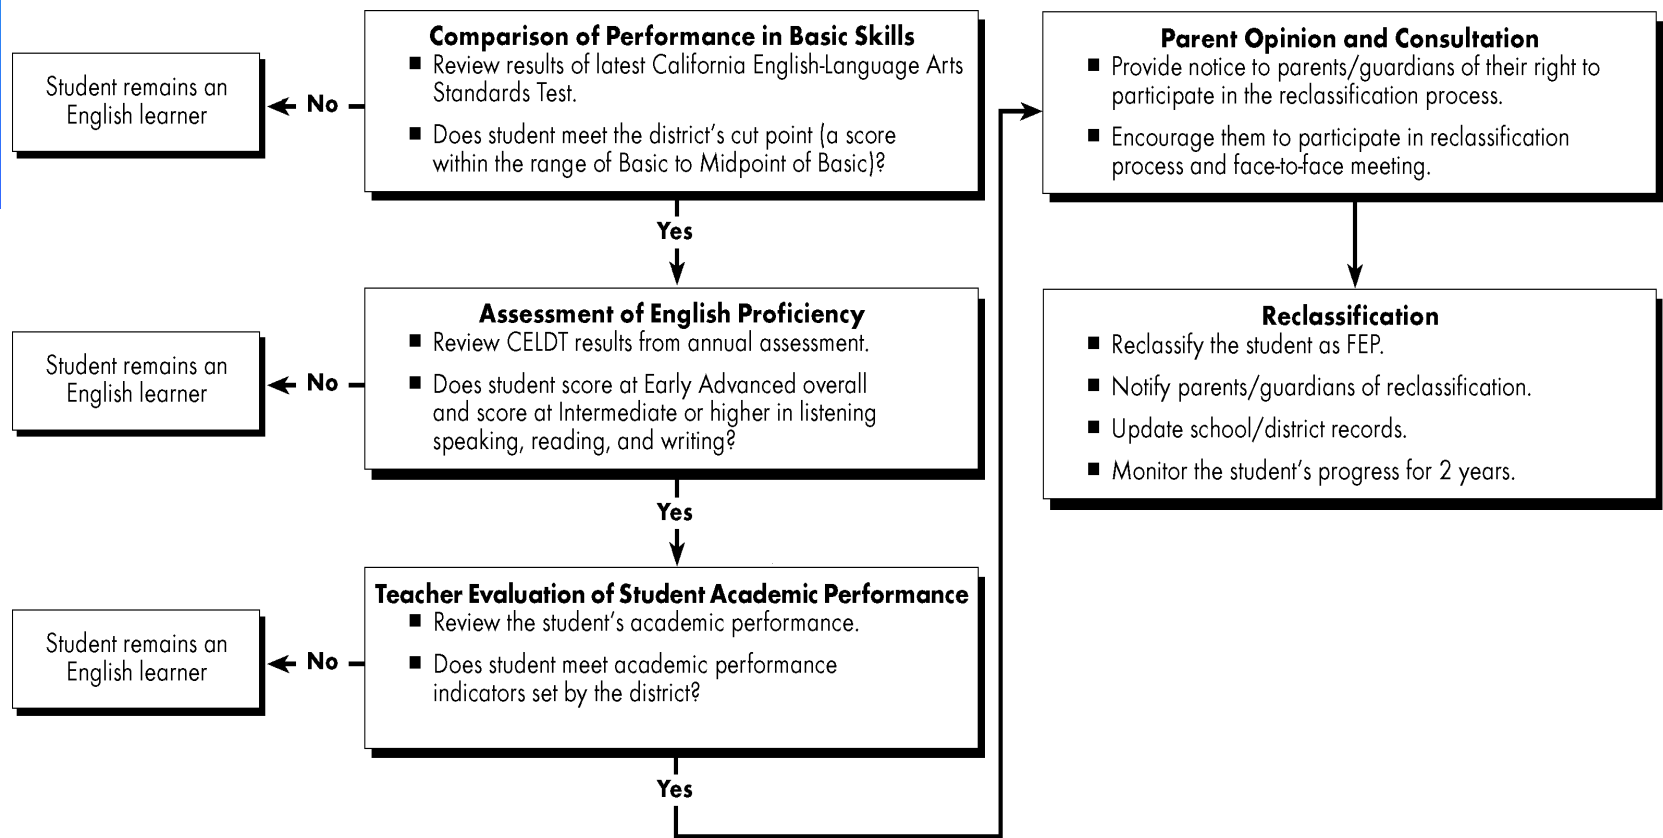 Comparison of Performance in Basic Skills
■ Review results of latest California English-Language Arts
Standards Test.
■ Does student meet the district's cut point (a score
within the range of Basic to Midpoint of Basic)?
No
Student remains an
English learner
Yes
Assessment of English Proficiency
■ Review CELDT results from annual assessment.
■ Does student score at Early Advanced overall
and score at Intermediate or higher in listening
speaking, reading, and writing?
No
Student remains an
English learner
Yes
Teacher Evaluation of Student Academic Performance
■ Review the student's academic performance.
■ Does student meet academic performance
indicators set by the district?
No
Student remains an
English learner
Yes
Parent Opinion and Consultation
■ Provide notice to parents/guardians of their right to
participate in the reclassification process.
■ Encourage them to participate in reclassification
process and face-to-face meeting.
Reclassification
■ Reclassify the student as FEP.
■ Notify parents/guardians of reclassification.
■ Update school/district records.
■ Monitor the student's progress for 2 years.